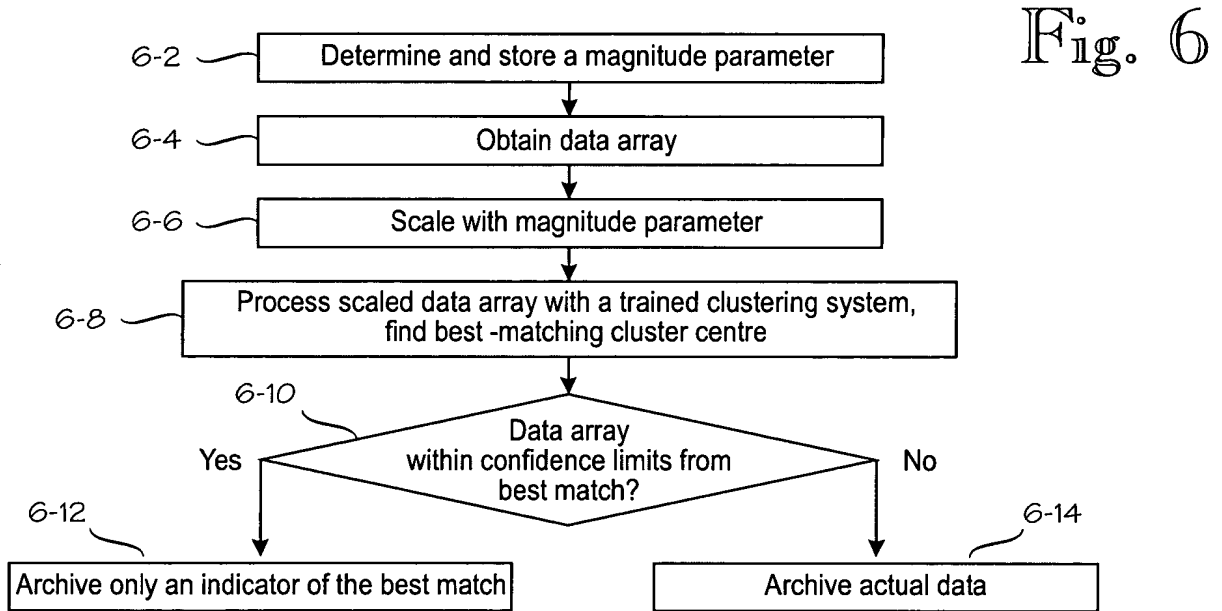 Fig. 6
6-2
Determine and store a magnitude parameter
6-4
Obtain data array
6-6
Scale with magnitude parameter
6-8
Process scaled data array with a trained clustering system,
find best -matching cluster centre
6-10
Data array
within confidence limits from
best match?
Yes
No
6-12
6-14
Archive only an indicator of the best match
Archive actual data